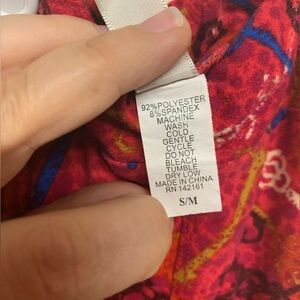 92%POLYESTER
8%SPANDEX
MACHINE
WASH
COLD
GENTLE
CYCLE
DO NOT
BLEACH
TUMBLE
DRY LOW
MADE IN CHINA
RN 142161
S/M